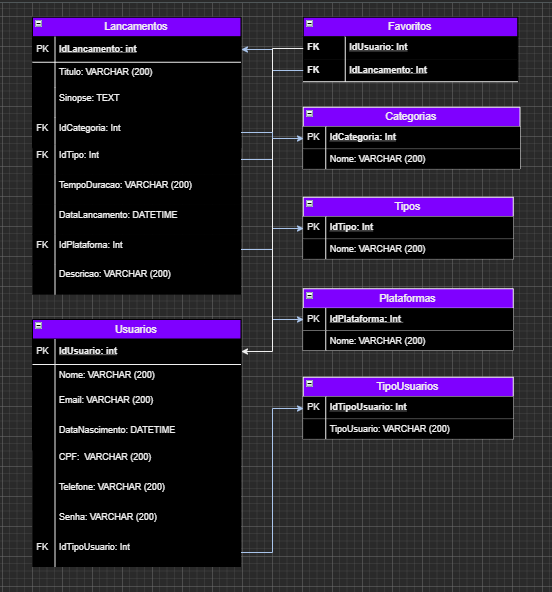 Lancamentos
PK IdLancamento: int
Titulo: VARCHAR (200)
Sinopse: TEXT
FK IdCategoria: Int
FK IdTipo: Int
TempoDuracao: VARCHAR (200)
DataLancamento: DATETIME
FK IdPlatafoma: Int
Descricao: VARCHAR (200)
Usuarios
PK IdUsuario: int
Nome: VARCHAR (200)
Email: VARCHAR (200)
DataNascimento: DATETIME
CPF: VARCHAR (200)
Telefone: VARCHAR (200)
Senha: VARCHAR (200)
FK IdTipoUsuario: Int
Favoritos
FK IdUsuario: Int
FK IdLancamento: Int
Categorias
PK IdCategoria: Int
Nome: VARCHAR (200)
Tipos
PK IdTipo: Int
Nome: VARCHAR (200)
Plataformas
PK IdPlataforma: Int
Nome: VARCHAR (200)
TipoUsuarios
PK IdTipoUsuario: Int
TipoUsuario: VARCHAR (200)